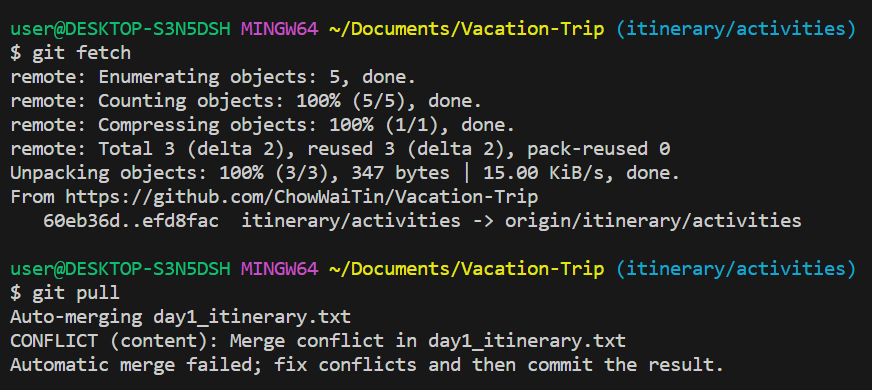 user@DESKTOP-S3N5DSH MINGW64 ~/Documents/Vacation-Trip (itinerary/activities)
$ git fetch
remote: Enumerating objects: 5, done.
remote: Counting objects: 100% (5/5), done.
remote: Compressing objects: 100% (1/1), done.
remote: Total 3 (delta 2), reused 3 (delta 2), pack-reused 0
Unpacking objects: 100% (3/3), 347 bytes | 15.00 KiB/s, done.
From https://github.com/ChowWaiTin/Vacation-Trip
   60eb36d..efd8fac  itinerary/activities -> origin/itinerary/activities
user@DESKTOP-S3N5DSH MINGW64 ~/Documents/Vacation-Trip (itinerary/activities)
$ git pull
Auto-merging day1_itinerary.txt
CONFLICT (content): Merge conflict in day1_itinerary.txt
Automatic merge failed; fix conflicts and then commit the result.